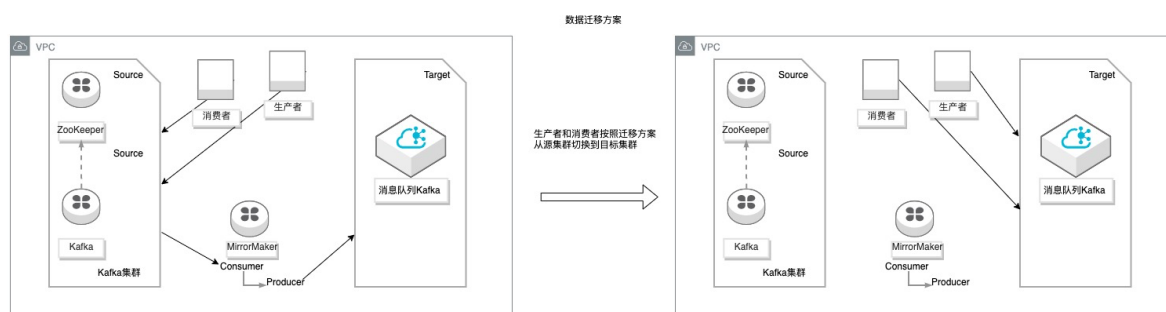 数据迁移方案
VPC
Source
消费者
生产者
Target
ZooKeeper
Source
消息队列Kafka
Kafka
MirrorMaker
Kafka集群
Consumer
Producer
生产者和消费者按照迁移方案
从源集群切换到目标集群
VPC
Source
消费者
生产者
Target
ZooKeeper
Source
消息队列Kafka
Kafka
MirrorMaker
Kafka集群
Consumer
Producer